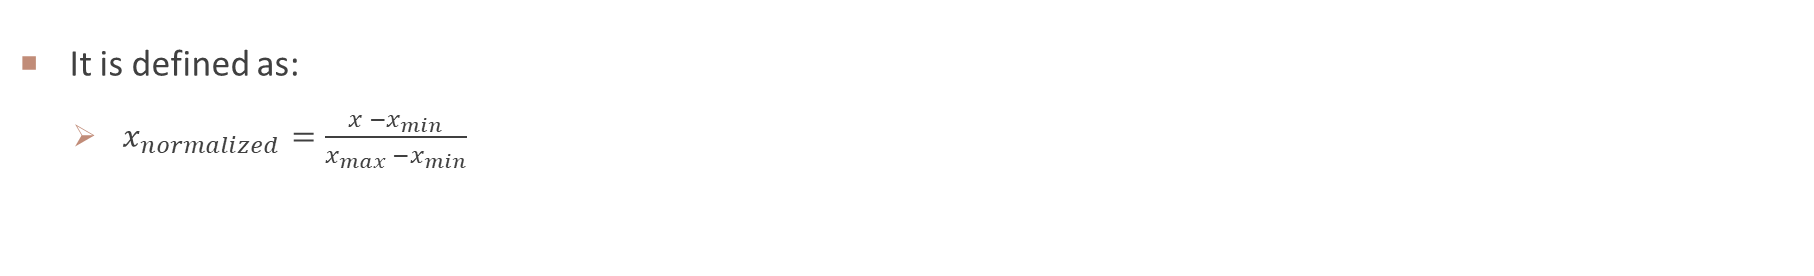 It is defined as:
x_normalized = (x − x_min) / (x_max − x_min)